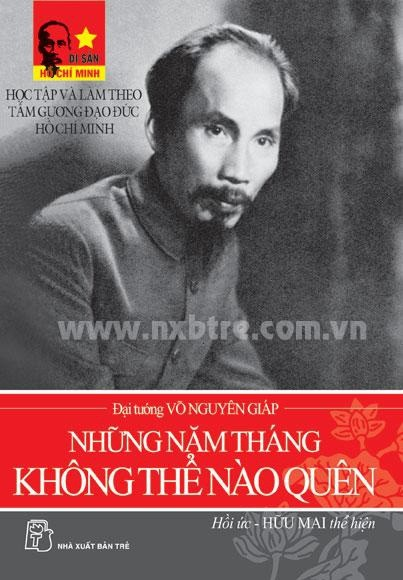 DI SẢN
HỒ CHÍ MINH
HỌC TẬP VÀ LÀM THEO
TẤM GƯƠNG ĐẠO ĐỨC
HỒ CHÍ MINH
www.nxbtre.com.vn
Đại tướng VÕ NGUYÊN GIÁP
NHỮNG NĂM THÁNG
KHÔNG THỂ NÀO QUÊN
Hồi ức - HỮU MAI thể hiện
NHÀ XUẤT BẢN TRẺ